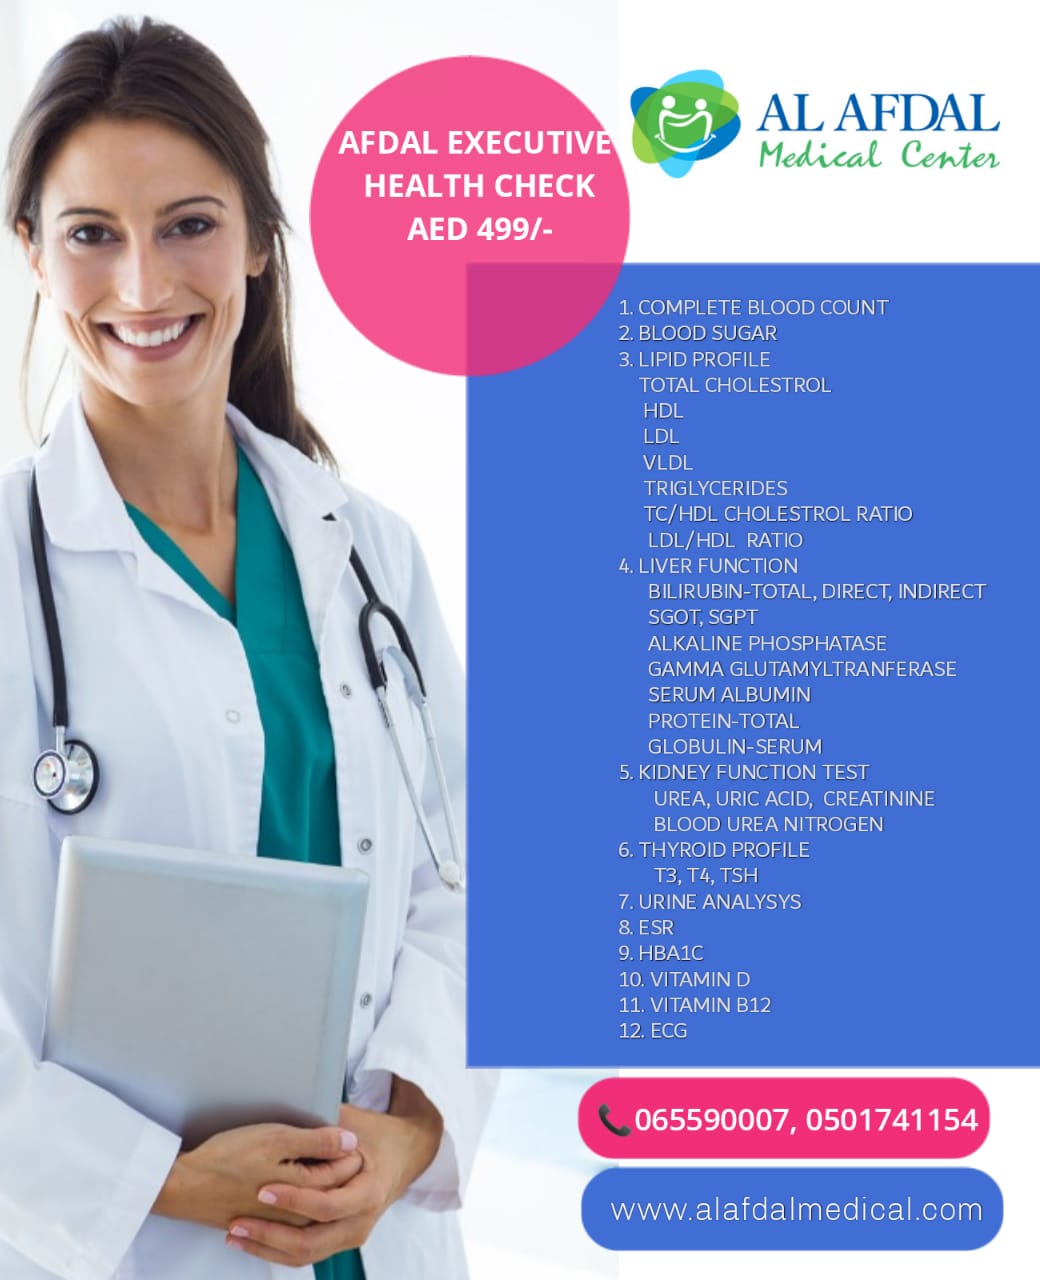 AFDAL EXECUTIVE
HEALTH CHECK
AED 499/-
AL AFDAL
Medical Center
1. COMPLETE BLOOD COUNT
2. BLOOD SUGAR
3. LIPID PROFILE
TOTAL CHOLESTROL
HDL
LDL
VLDL
TRIGLYCERIDES
TC/HDL CHOLESTROL RATIO
LDL/HDL RATIO
4. LIVER FUNCTION
BILIRUBIN-TOTAL, DIRECT, INDIRECT
SGOT, SGPT
ALKALINE PHOSPHATASE
GAMMA GLUTAMYLTRANFERASE
SERUM ALBUMIN
PROTEIN-TOTAL
GLOBULIN-SERUM
5. KIDNEY FUNCTION TEST
UREA, URIC ACID, CREATININE
BLOOD UREA NITROGEN
6. THYROID PROFILE
T3, T4, TSH
7. URINE ANALYSYS
8. ESR
9. HBA1C
10. VITAMIN D
11. VITAMIN B12
12. ECG
065590007, 0501741154
www.alafdalmedical.com